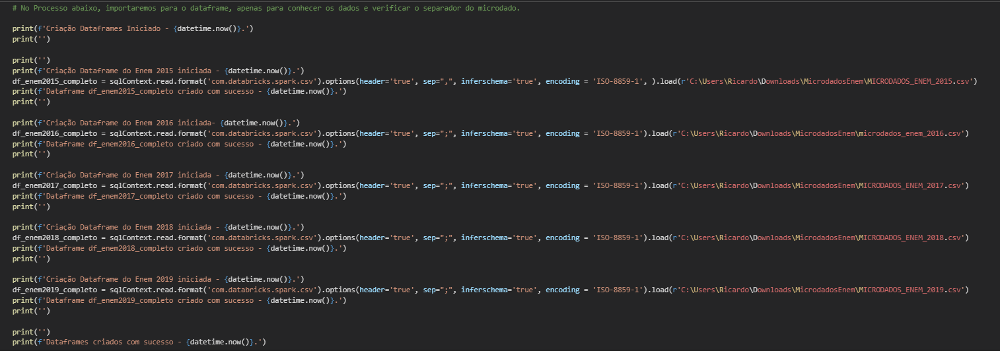 # No Processo abaixo, importaremos para o dataframe, apenas para conhecer os dados e verificar o separador do microdado.
print(f'Criação Dataframes Iniciado - {datetime.now()}.')
print('')
print('')
print(f'Criação Dataframe do Enem 2015 iniciada - {datetime.now()}.')
df_enem2015_completo = sqlContext.read.format('com.databricks.spark.csv').options(header='true', sep=",", inferschema='true', encoding = 'ISO-8859-1', ).load(r'C:\Users\Ricardo\Downloads\MicrodadosEnem\MICRODADOS_ENEM_2015.csv')
print(f'Dataframe df_enem2015_completo criado com sucesso - {datetime.now()}.')
print('')
print(f'Criação Dataframe do Enem 2016 iniciada- {datetime.now()}.')
df_enem2016_completo = sqlContext.read.format('com.databricks.spark.csv').options(header='true', sep=";", inferschema='true', encoding = 'ISO-8859-1').load(r'C:\Users\Ricardo\Downloads\MicrodadosEnem\microdados_enem_2016.csv')
print(f'Dataframe df_enem2016_completo criado com sucesso - {datetime.now()}.')
print('')
print(f'Criação Dataframe do Enem 2017 iniciada - {datetime.now()}.')
df_enem2017_completo = sqlContext.read.format('com.databricks.spark.csv').options(header='true', sep=";", inferschema='true', encoding = 'ISO-8859-1').load(r'C:\Users\Ricardo\Downloads\MicrodadosEnem\MICRODADOS_ENEM_2017.csv')
print(f'Dataframe df_enem2017_completo criado com sucesso - {datetime.now()}.')
print('')
print(f'Criação Dataframe do Enem 2018 iniciada - {datetime.now()}.')
df_enem2018_completo = sqlContext.read.format('com.databricks.spark.csv').options(header='true', sep=";", inferschema='true', encoding = 'ISO-8859-1').load(r'C:\Users\Ricardo\Downloads\MicrodadosEnem\MICRODADOS_ENEM_2018.csv')
print(f'Dataframe df_enem2018_completo criado com sucesso - {datetime.now()}.')
print('')
print(f'Criação Dataframe do Enem 2019 iniciada - {datetime.now()}.')
df_enem2019_completo = sqlContext.read.format('com.databricks.spark.csv').options(header='true', sep=";", inferschema='true', encoding = 'ISO-8859-1').load(r'C:\Users\Ricardo\Downloads\MicrodadosEnem\MICRODADOS_ENEM_2019.csv')
print(f'Dataframe df_enem2019_completo criado com sucesso - {datetime.now()}.')
print('')
print('')
print(f'Dataframes criados com sucesso - {datetime.now()}.')